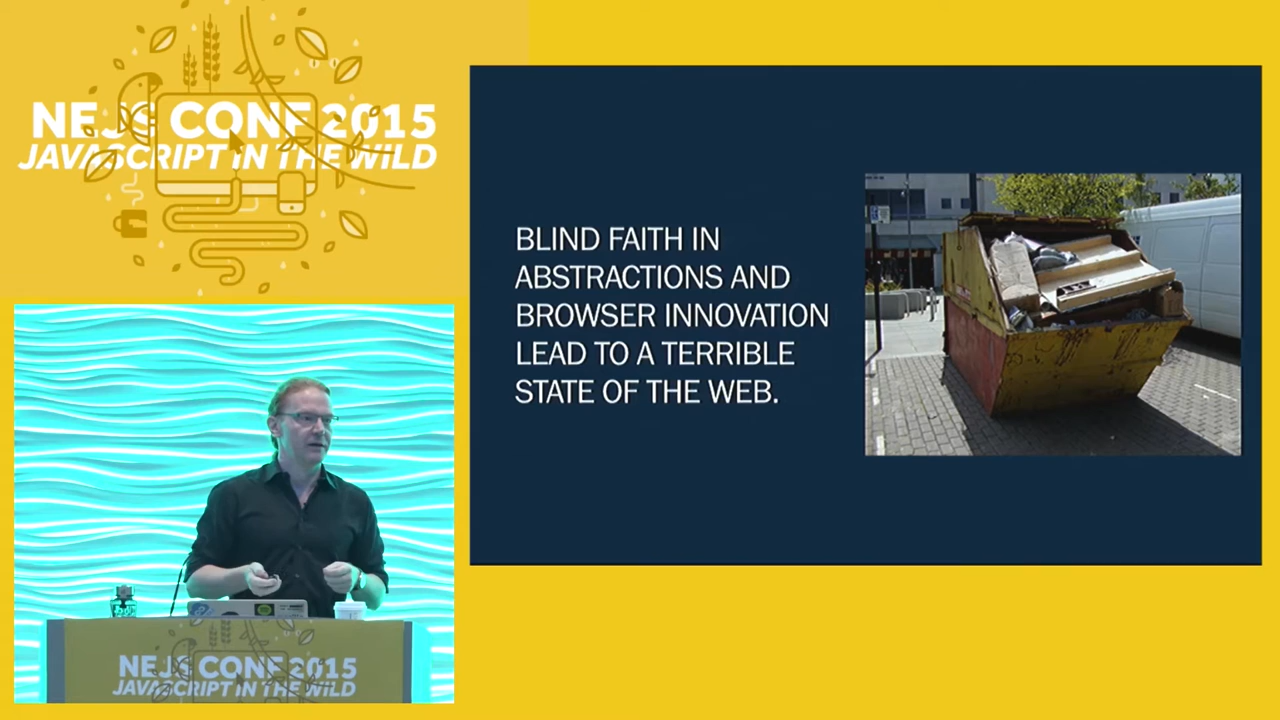 NEJS CONF 2015
JAVASCRIPT IN THE WILD
BLIND FAITH IN
ABSTRACTIONS AND
BROWSER INNOVATION
LEAD TO A TERRIBLE
STATE OF THE WEB.
NEJS CONF 2015
JAVASCRIPT IN THE WILD